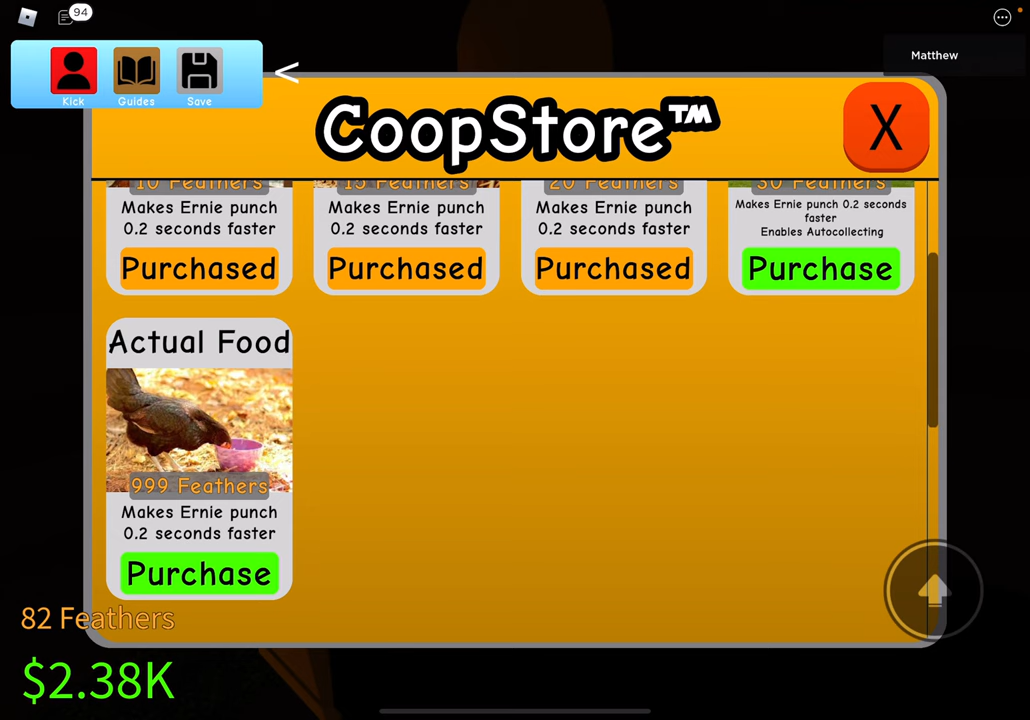 94
Matthew
Kick
Guides
Save
<
CoopStore™
X
10 Feathers
15 Feathers
20 Feathers
30 Feathers
Makes Ernie punch
0.2 seconds faster
Purchased
Makes Ernie punch
0.2 seconds faster
Purchased
Makes Ernie punch
0.2 seconds faster
Purchased
Makes Ernie punch 0.2 seconds
faster
Enables Autocollecting
Purchase
Actual Food
999 Feathers
Makes Ernie punch
0.2 seconds faster
Purchase
82 Feathers
$2.38K